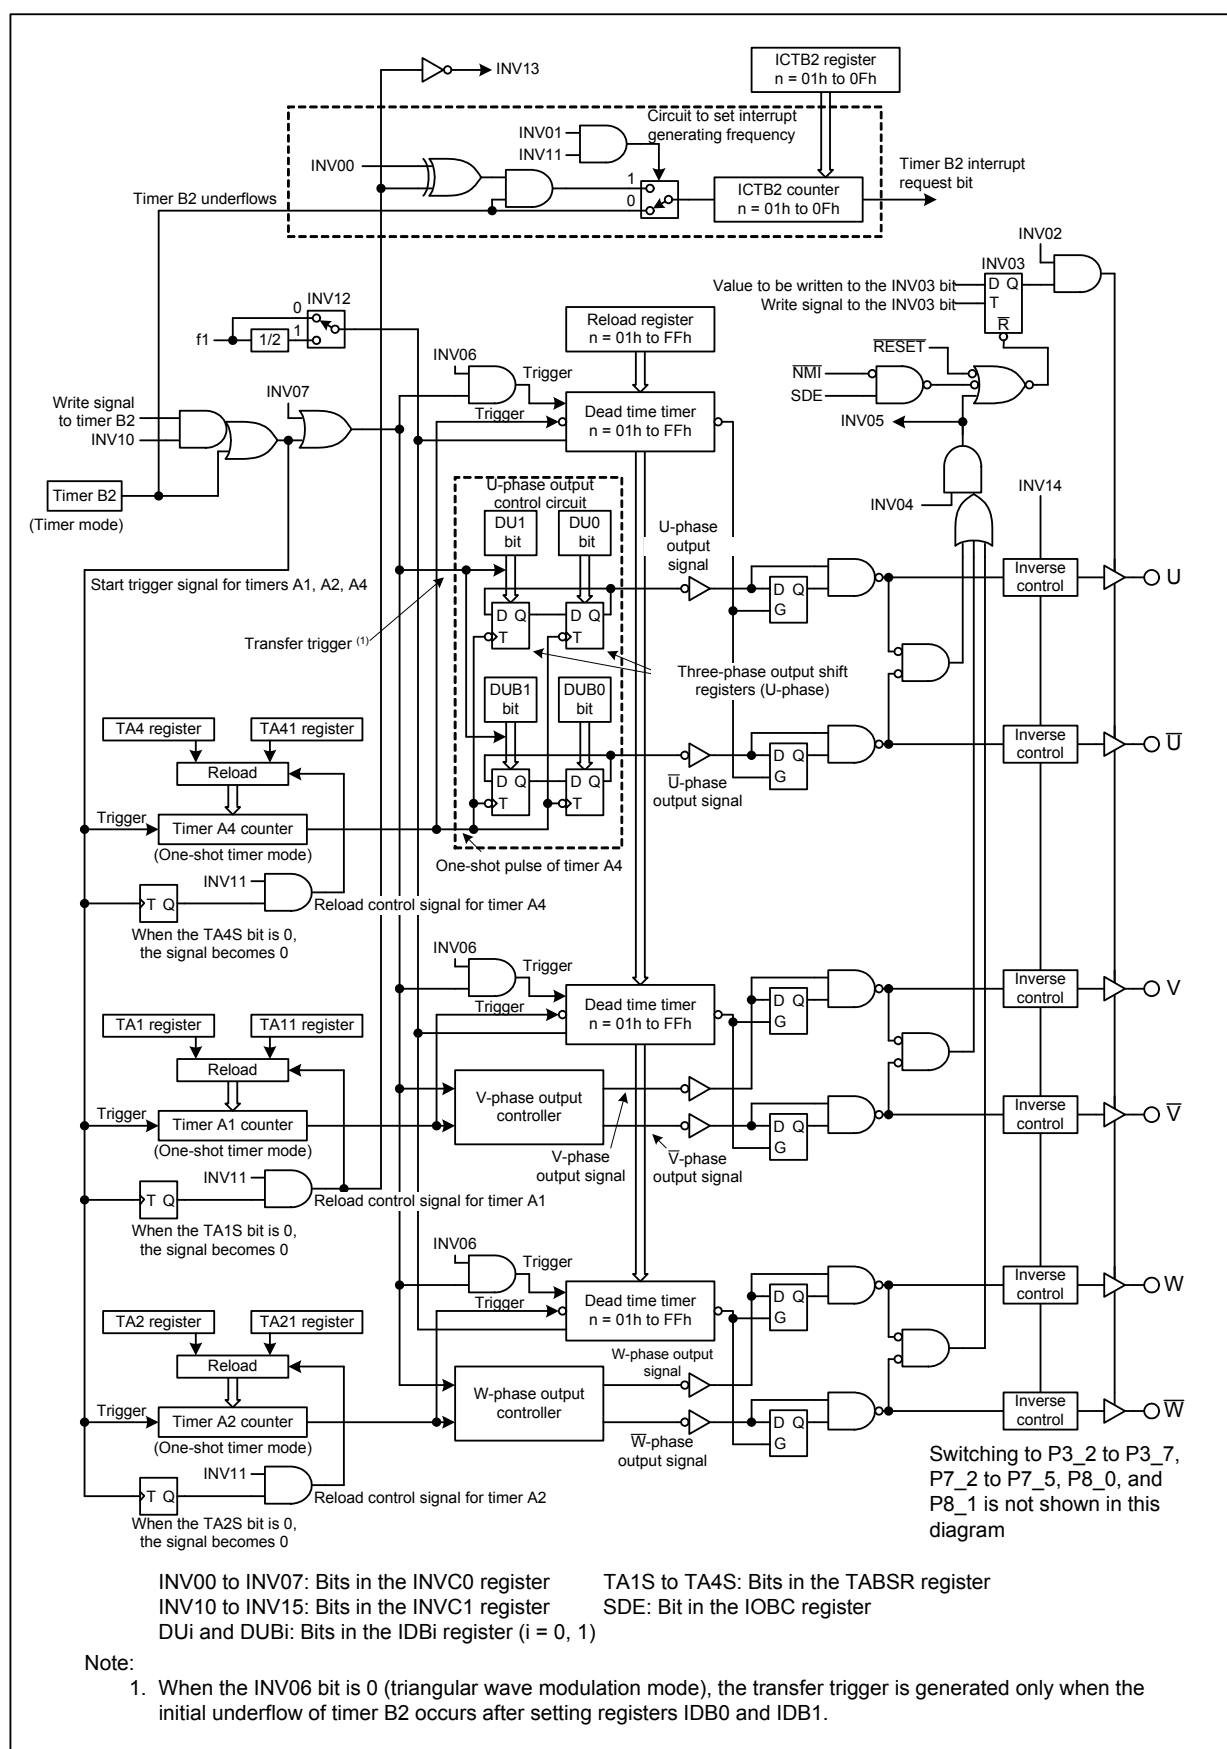 INV13
ICTB2 register
n = 01h to 0Fh
Circuit to set interrupt
generating frequency
INV01
INV11
INV00
1
0
Timer B2 underflows
ICTB2 counter
n = 01h to 0Fh
Timer B2 interrupt
request bit
INV02
INV03
Value to be written to the INV03 bit
Write signal to the INV03 bit
D Q
T
R̅
INV12
0
1
f1
1/2
Reload register
n = 01h to FFh
INV06
Trigger
Trigger
Dead time timer
n = 01h to FFh
R̅E̅S̅E̅T̅
N̅M̅I̅
SDE
INV05
INV07
Write signal
to timer B2
INV10
Timer B2
(Timer mode)
INV04
INV14
U-phase output
control circuit
DU1
bit
DU0
bit
U-phase
output
signal
Start trigger signal for timers A1, A2, A4
Transfer trigger (1)
D Q
T
D Q
T
D Q
G
Inverse
control
U
Three-phase output shift
registers (U-phase)
DUB1
bit
DUB0
bit
D Q
T
D Q
T
U̅-phase
output signal
D Q
G
Inverse
control
U̅
TA4 register
TA41 register
Reload
Trigger
Timer A4 counter
(One-shot timer mode)
One-shot pulse of timer A4
INV11
T Q
Reload control signal for timer A4
When the TA4S bit is 0,
the signal becomes 0
INV06
Trigger
Trigger
Dead time timer
n = 01h to FFh
D Q
G
Inverse
control
V
TA1 register
TA11 register
Reload
Trigger
Timer A1 counter
(One-shot timer mode)
V-phase output
controller
V-phase
output signal
V̅-phase
output signal
D Q
G
Inverse
control
V̅
INV11
T Q
Reload control signal for timer A1
When the TA1S bit is 0,
the signal becomes 0
INV06
Trigger
Trigger
Dead time timer
n = 01h to FFh
D Q
G
Inverse
control
W
TA2 register
TA21 register
Reload
Trigger
Timer A2 counter
(One-shot timer mode)
W-phase output
signal
W-phase output
controller
W̅-phase
output signal
D Q
G
Inverse
control
W̅
INV11
T Q
Reload control signal for timer A2
When the TA2S bit is 0,
the signal becomes 0
Switching to P3_2 to P3_7,
P7_2 to P7_5, P8_0, and
P8_1 is not shown in this
diagram
INV00 to INV07: Bits in the INVC0 register TA1S to TA4S: Bits in the TABSR register
INV10 to INV15: Bits in the INVC1 register SDE: Bit in the IOBC register
DUi and DUBi: Bits in the IDBi register (i = 0, 1)
Note:
1. When the INV06 bit is 0 (triangular wave modulation mode), the transfer trigger is generated only when the
initial underflow of timer B2 occurs after setting registers IDB0 and IDB1.